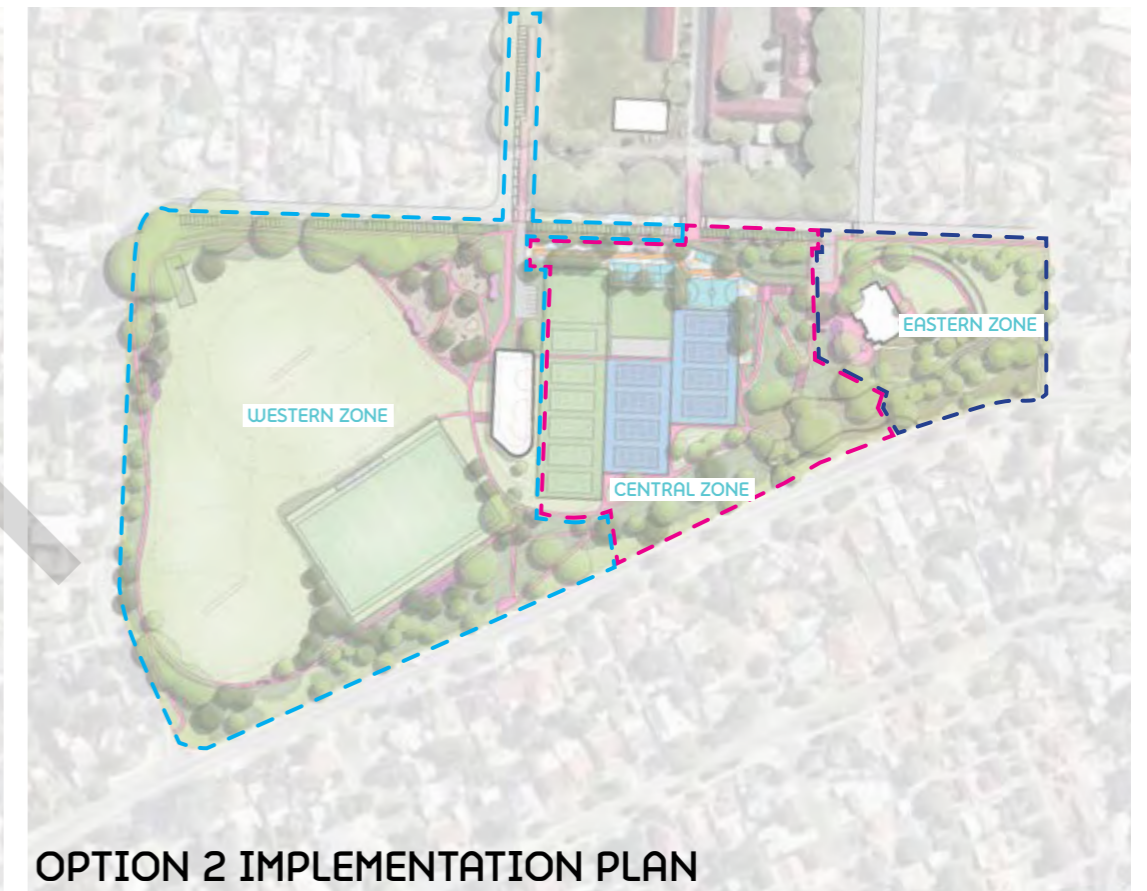 EASTERN ZONE
WESTERN ZONE
CENTRAL ZONE
OPTION 2 IMPLEMENTATION PLAN